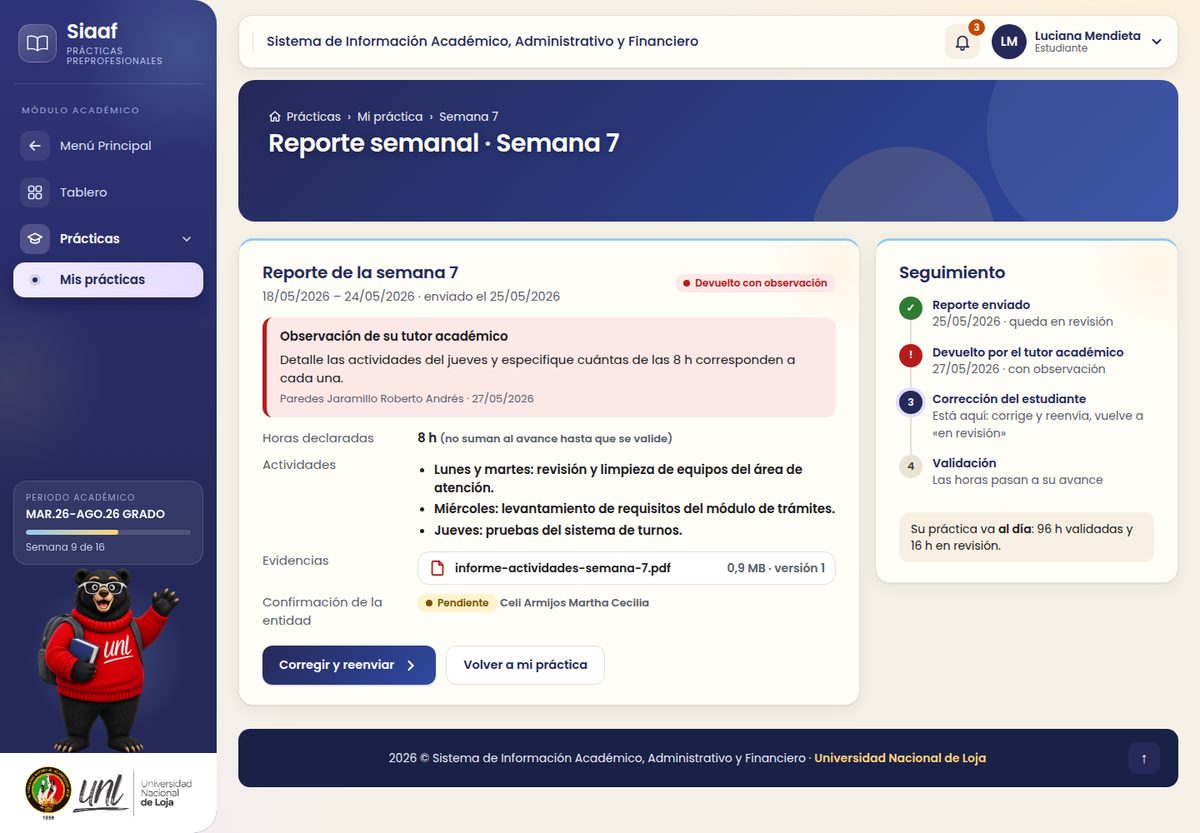 Siaaf
PRÁCTICAS
PREPROFESIONALES
MÓDULO ACADÉMICO
Menú Principal
Tablero
Prácticas
Mis prácticas
PERIODO ACADÉMICO
MAR.26-AGO.26 GRADO
Semana 9 de 16
unl
1859
unl
Universidad
Nacional
de Loja
Sistema de Información Académico, Administrativo y Financiero
3
LM
Luciana Mendieta
Estudiante
Prácticas › Mi práctica › Semana 7
Reporte semanal · Semana 7
Reporte de la semana 7
18/05/2026 – 24/05/2026 · enviado el 25/05/2026
Devuelto con observación
Observación de su tutor académico
Detalle las actividades del jueves y especifique cuántas de las 8 h corresponden a
cada una.
Paredes Jaramillo Roberto Andrés · 27/05/2026
Horas declaradas
8 h (no suman al avance hasta que se valide)
Actividades
• Lunes y martes: revisión y limpieza de equipos del área de
atención.
• Miércoles: levantamiento de requisitos del módulo de trámites.
• Jueves: pruebas del sistema de turnos.
Evidencias
informe-actividades-semana-7.pdf
0,9 MB · versión 1
Confirmación de la
entidad
Pendiente
Celi Armijos Martha Cecilia
Corregir y reenviar
Volver a mi práctica
Seguimiento
✓
Reporte enviado
25/05/2026 · queda en revisión
!
Devuelto por el tutor académico
27/05/2026 · con observación
3
Corrección del estudiante
Está aquí: corrige y reenvía, vuelve a
«en revisión»
4
Validación
Las horas pasan a su avance
Su práctica va al día: 96 h validadas y
16 h en revisión.
2026 © Sistema de Información Académico, Administrativo y Financiero · Universidad Nacional de Loja
↑